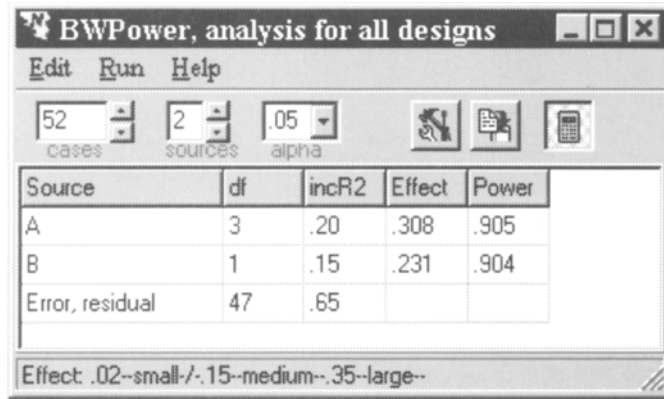 BWPower, analysis for all designs
Edit Run Help
52 2 .05
cases sources alpha
Source df incR2 Effect Power
A 3 .20 .308 .905
B 1 .15 .231 .904
Error, residual 47 .65
Effect: .02--small-/-.15--medium--.35--large--